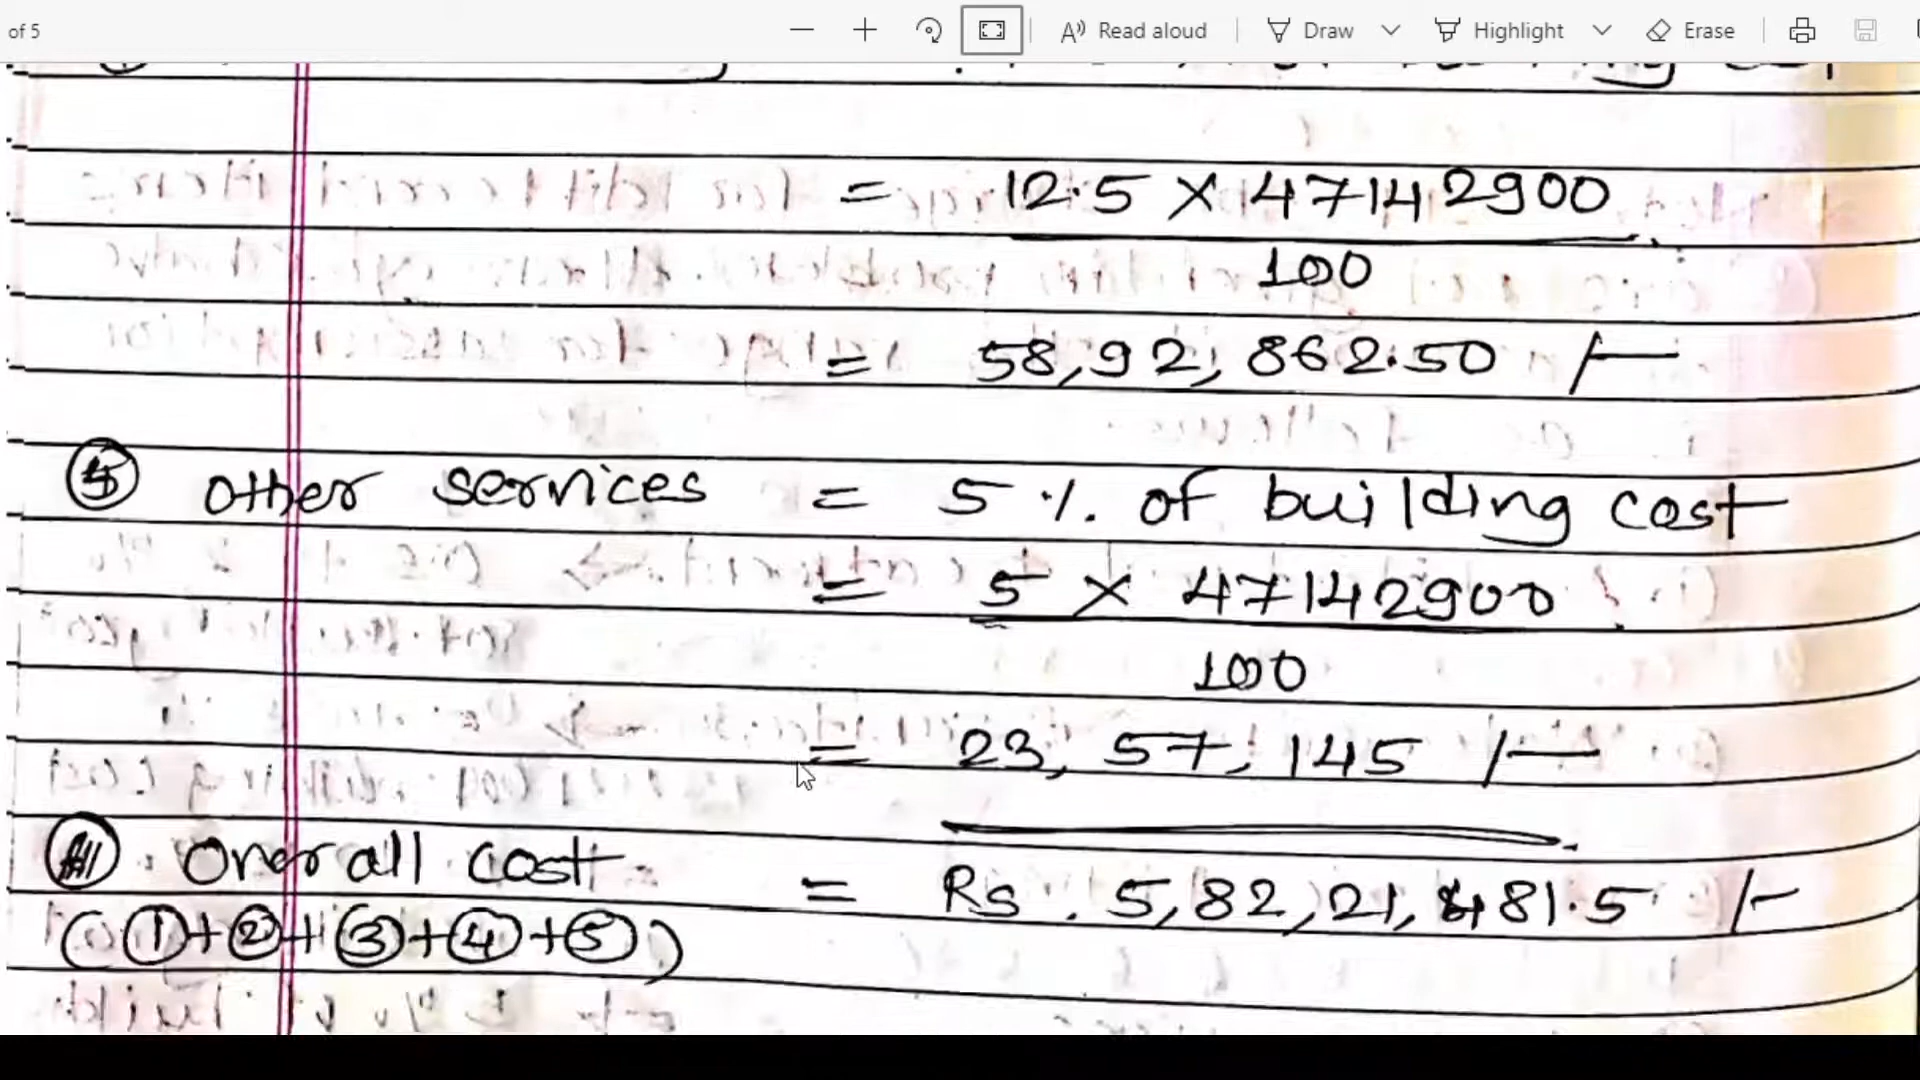 of 5
Read aloud
Draw
Highlight
Erase
= 12.5 × 47142900
100
= 58,92,862.50 /-
⑤ Other services = 5 % of building cost
= 5 × 47142900
100
= 23,57,145 /-
Overall cost = Rs. 5,82,21,481.5 /-
(①+②+③+④+⑤)